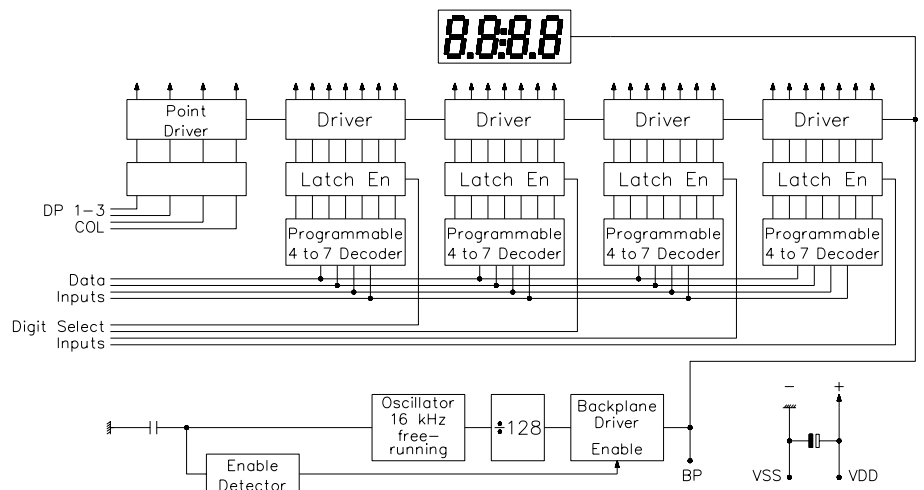 8.8:8.8
Point
Driver
Driver
Driver
Driver
Driver
Latch En
Latch En
Latch En
Latch En
DP 1-3
COL
Programmable
4 to 7 Decoder
Programmable
4 to 7 Decoder
Programmable
4 to 7 Decoder
Programmable
4 to 7 Decoder
Data
Inputs
Digit Select
Inputs
Oscillator
16 kHz
free-
running
÷128
Backplane
Driver
Enable
Enable
Detector
BP
- +
VSS
VDD